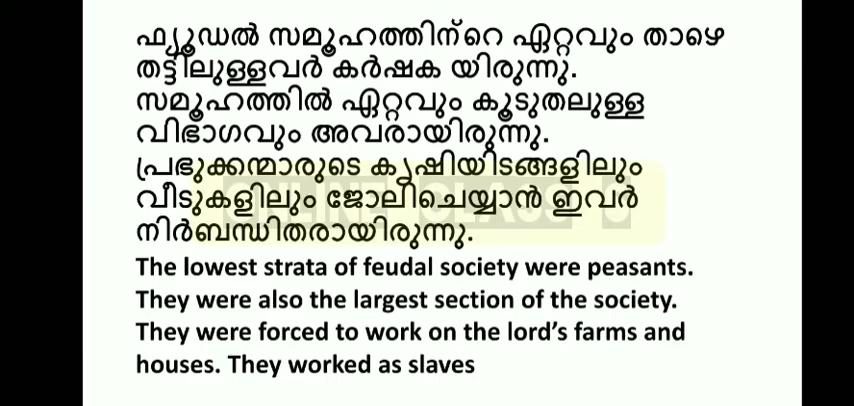 ഫ്യൂഡൽ സമൂഹത്തിന്റെ ഏറ്റവും താഴെ
തട്ടിലുള്ളവർ കർഷക യിരുന്നു.
സമൂഹത്തിൽ ഏറ്റവും കൂടുതലുള്ള
വിഭാഗവും അവരായിരുന്നു.
പ്രഭുക്കന്മാരുടെ കൃഷിയിടങ്ങളിലും
വീടുകളിലും ജോലിചെയ്യാൻ ഇവർ
നിർബന്ധിതരായിരുന്നു.
The lowest strata of feudal society were peasants.
They were also the largest section of the society.
They were forced to work on the lord’s farms and
houses. They worked as slaves